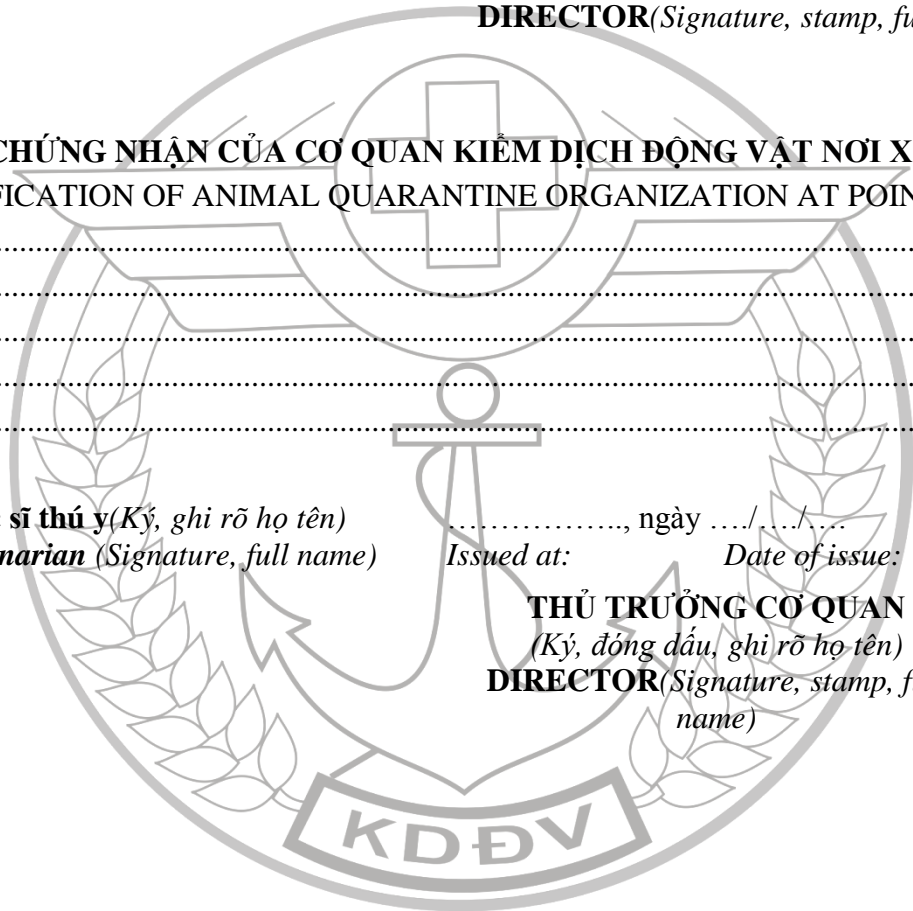 DIRECTOR(Signature, stamp, fu
CHỨNG NHẬN CỦA CƠ QUAN KIỂM DỊCH ĐỘNG VẬT NƠI X
FICATION OF ANIMAL QUARANTINE ORGANIZATION AT POIN
sĩ thú y(Ký, ghi rõ họ tên) ................., ngày ..../..../....
narian (Signature, full name) Issued at: Date of issue:
THỦ TRƯỞNG CƠ QUAN
(Ký, đóng dấu, ghi rõ họ tên)
DIRECTOR(Signature, stamp, f
name)
KDĐV